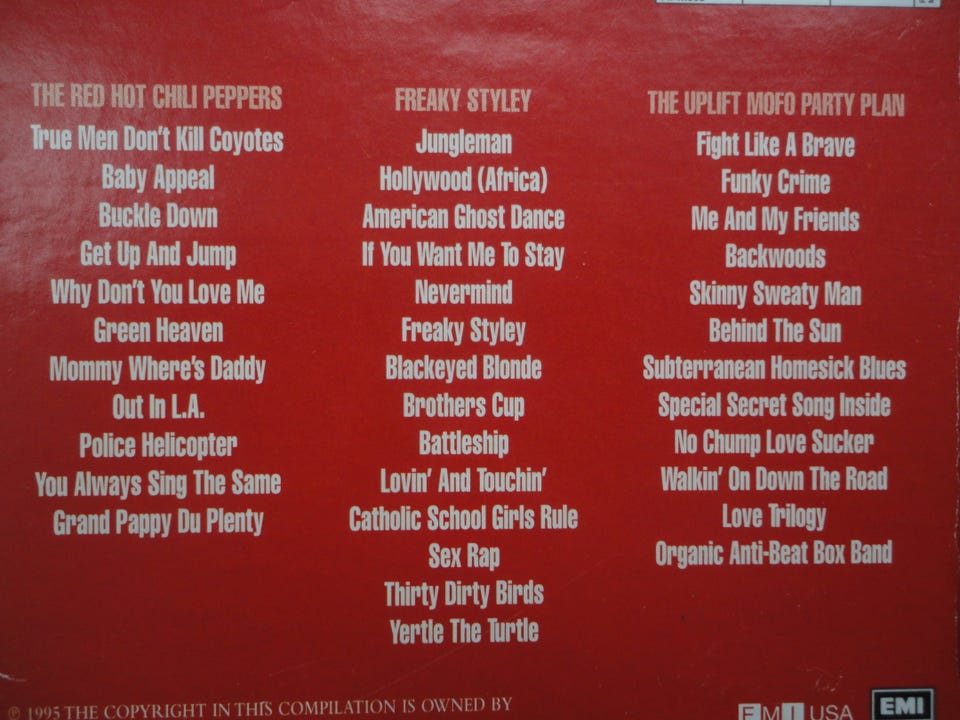 THE RED HOT CHILI PEPPERS
True Men Don't Kill Coyotes
Baby Appeal
Buckle Down
Get Up And Jump
Why Don't You Love Me
Green Heaven
Mommy Where's Daddy
Out In L.A.
Police Helicopter
You Always Sing The Same
Grand Pappy Du Plenty
FREAKY STYLEY
Jungleman
Hollywood (Africa)
American Ghost Dance
If You Want Me To Stay
Nevermind
Freaky Styley
Blackeyed Blonde
Brothers Cup
Battleship
Lovin' And Touchin'
Catholic School Girls Rule
Sex Rap
Thirty Dirty Birds
Yertle The Turtle
THE UPLIFT MOFO PARTY PLAN
Fight Like A Brave
Funky Crime
Me And My Friends
Backwoods
Skinny Sweaty Man
Behind The Sun
Subterranean Homesick Blues
Special Secret Song Inside
No Chump Love Sucker
Walkin' On Down The Road
Love Trilogy
Organic Anti-Beat Box Band
℗ 1995 THE COPYRIGHT IN THIS COMPILATION IS OWNED BY
EMI USA
EMI